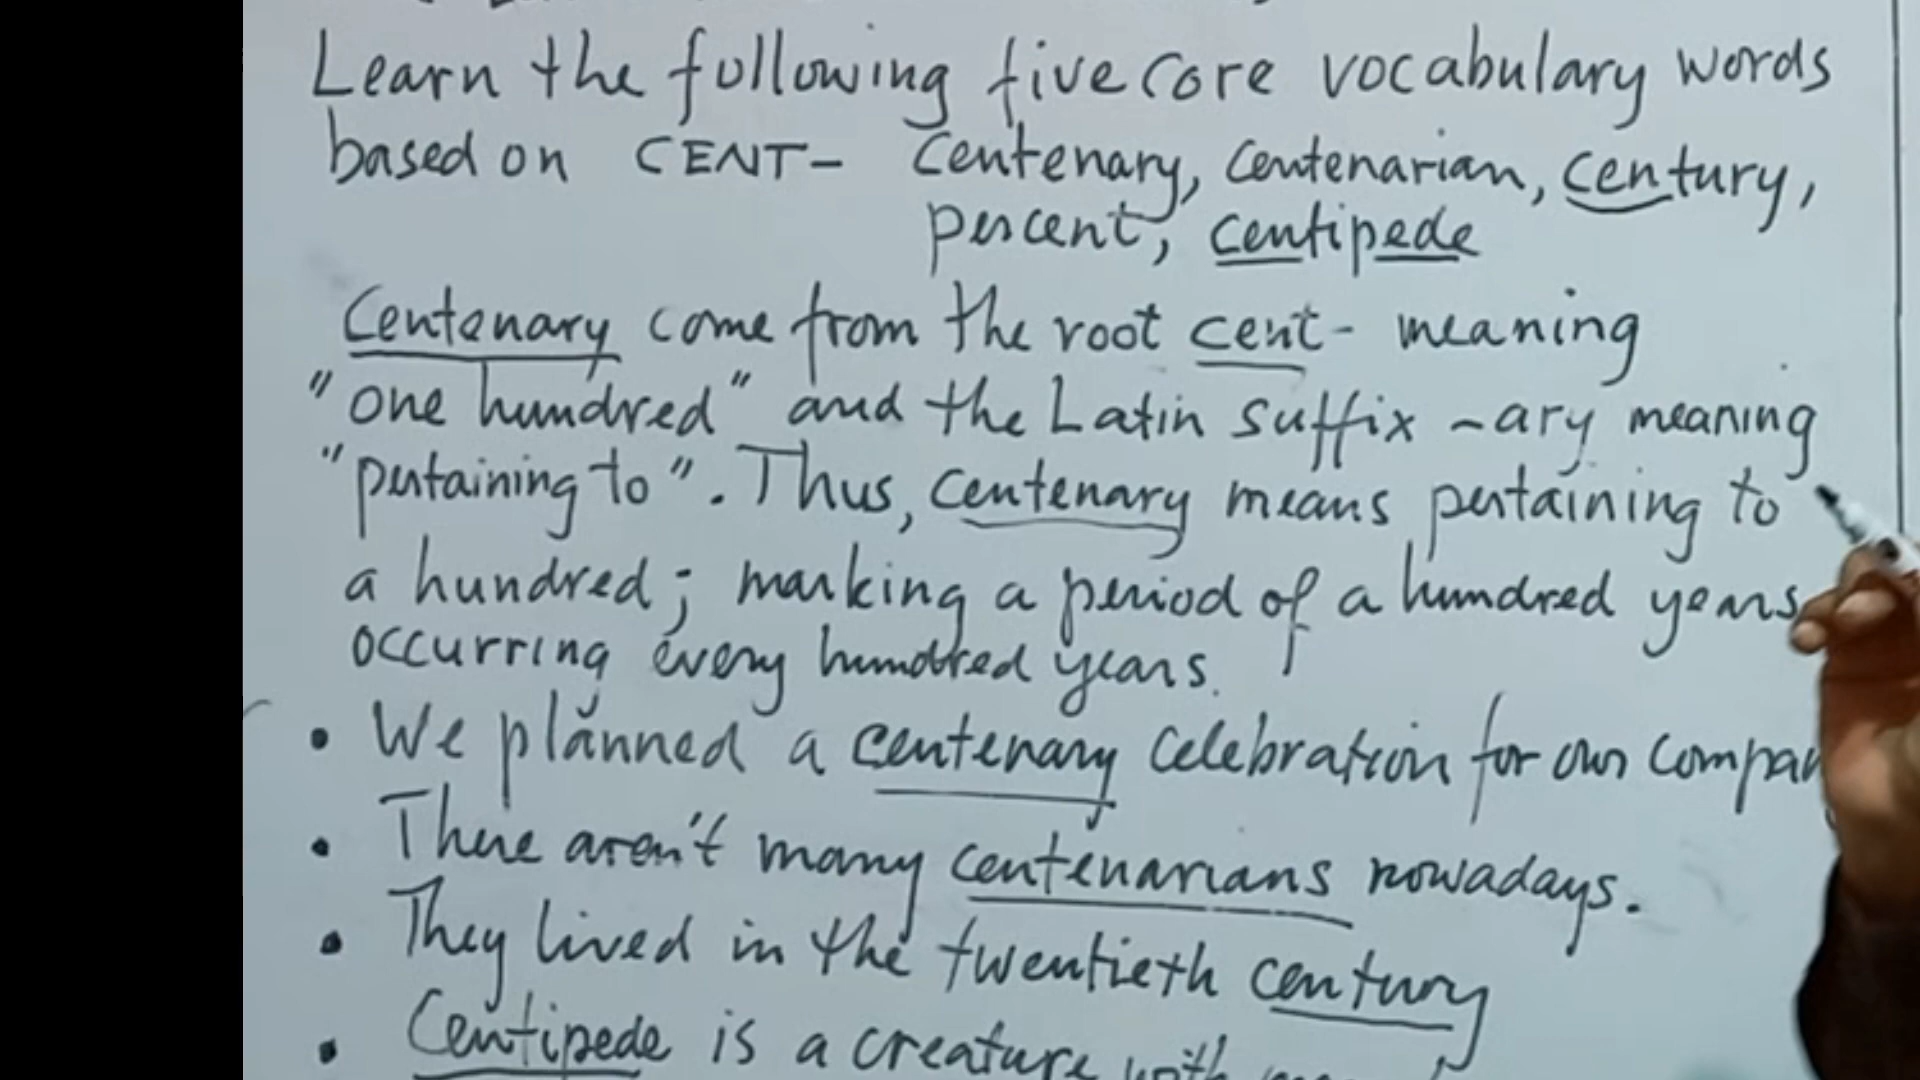 Learn the following five core vocabulary words
based on CENT- Centenary, Centenarian, century,
percent, centipede
Centenary come from the root cent- meaning
"one hundred" and the Latin suffix -ary meaning
"pertaining to". Thus, centenary means pertaining to
a hundred; marking a period of a hundred years
occurring every hundred years.
• We planned a centenary celebration for our compan
• There aren't many centenarians nowadays.
• They lived in the twentieth century
• Centipede is a creature with